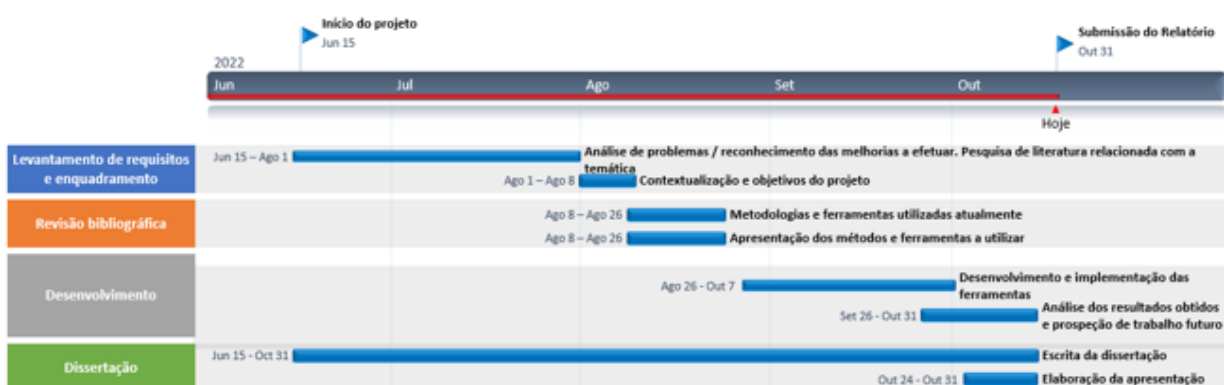 Início do projeto
Jun 15
Submissão do Relatório
Out 31
2022
Jun Jul Ago Set Out
Hoje
Levantamento de requisitos
e enquadramento
Jun 15 – Ago 1
Análise de problemas / reconhecimento das melhorias a efetuar. Pesquisa de literatura relacionada com a
temática
Ago 1 – Ago 8
Contextualização e objetivos do projeto
Revisão bibliográfica
Ago 8 – Ago 26
Metodologias e ferramentas utilizadas atualmente
Ago 8 – Ago 26
Apresentação dos métodos e ferramentas a utilizar
Desenvolvimento
Ago 26 - Out 7
Desenvolvimento e implementação das
ferramentas
Set 26 - Out 31
Análise dos resultados obtidos
e prospeção de trabalho futuro
Dissertação
Jun 15 - Oct 31
Escrita da dissertação
Out 24 - Out 31
Elaboração da apresentação